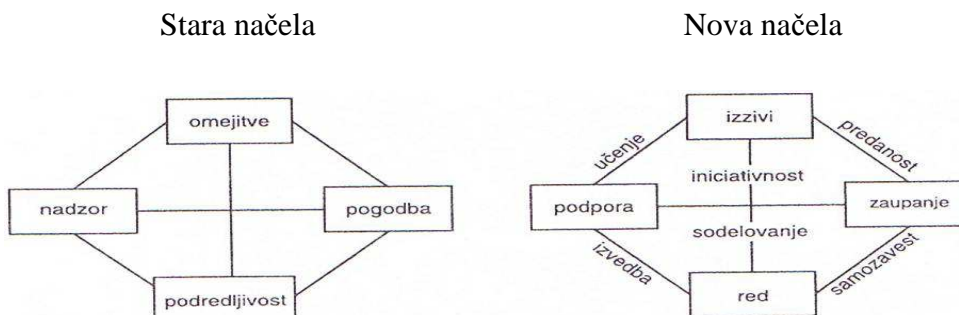 Stara načela
Nova načela
omejitve
nadzor
pogodba
podredljivost
izzivi
učenje
predanost
iniciativnost
podpora
zaupanje
sodelovanje
izvedba
samozavest
red